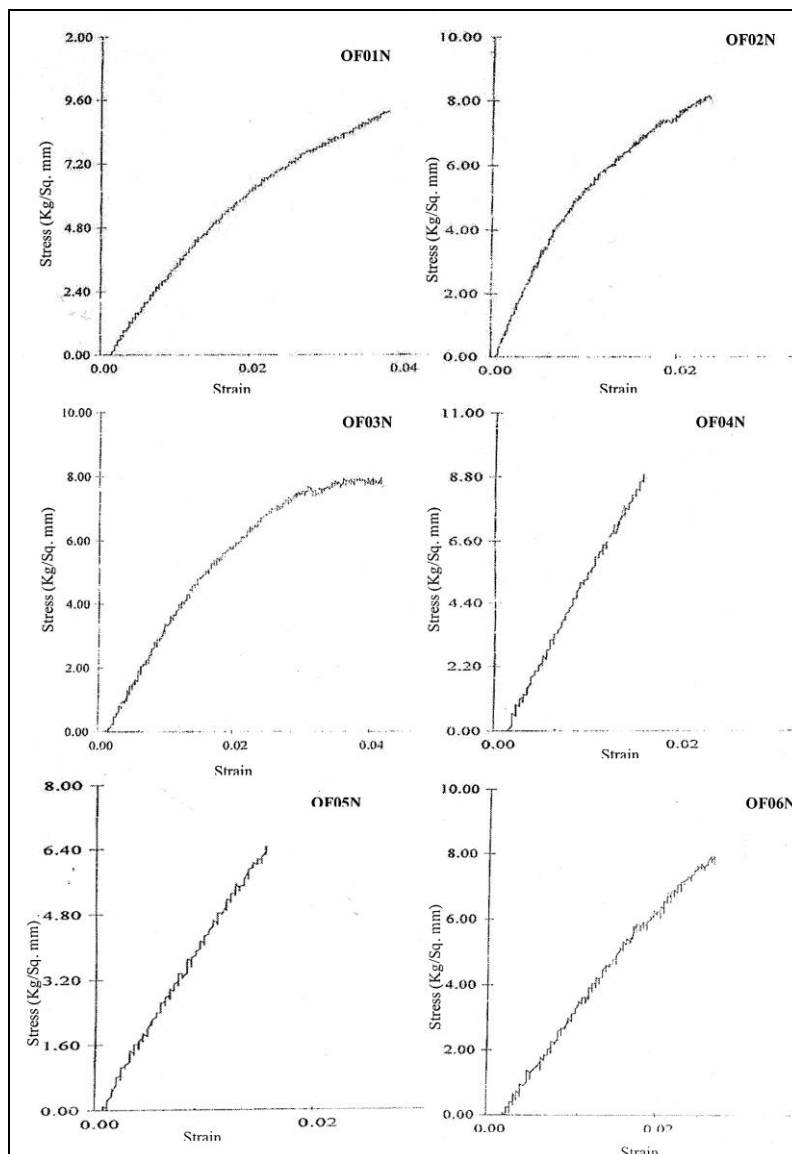 OF01N
Stress (Kg/Sq. mm)
2.00
9.60
7.20
4.80
2.40
0.00
0.00 0.02 0.04
Strain
OF02N
Stress (Kg/Sq. mm)
10.00
8.00
6.00
4.00
2.00
0.00
0.00 0.02
Strain
OF03N
Stress (Kg/Sq. mm)
10.00
8.00
6.00
4.00
2.00
0.00
0.00 0.02 0.04
Strain
OF04N
Stress (Kg/Sq. mm)
11.00
8.80
6.60
4.40
2.20
0.00
0.00 0.02
Strain
OF05N
Stress (Kg/Sq. mm)
8.00
6.40
4.80
3.20
1.60
0.00
0.00 0.02
Strain
OF06N
Stress (Kg/Sq. mm)
10.00
8.00
6.00
4.00
2.00
0.00
0.00 0.02
Strain